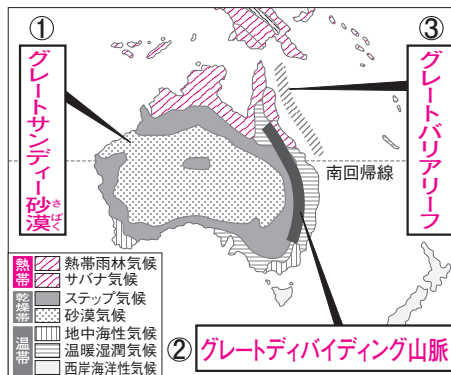 ①
グレートサンディー砂漠
さばく
③
グレートバリアリーフ
南回帰線
熱帯
熱帯雨林気候
サバナ気候
乾燥帯
ステップ気候
砂漠気候
温帯
地中海性気候
温暖湿潤気候
西岸海洋性気候
②
グレートディバイディング山脈